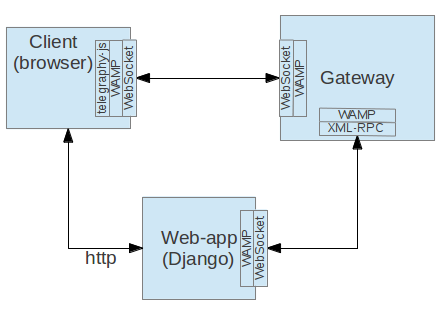 Client
(browser)
telegraphy-js
WAMP
WebSocket
WebSocket
WAMP
Gateway
WAMP
XML-RPC
http
Web-app
(Django)
WAMP
WebSocket